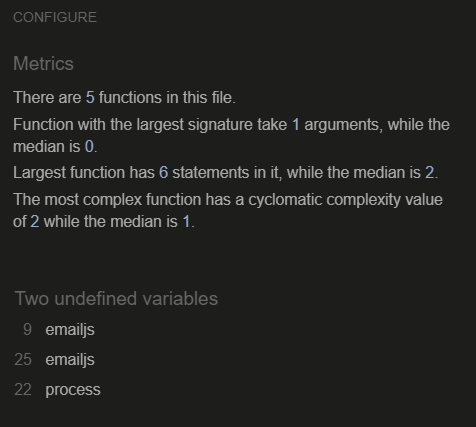 CONFIGURE
Metrics
There are 5 functions in this file.
Function with the largest signature take 1 arguments, while the
median is 0.
Largest function has 6 statements in it, while the median is 2.
The most complex function has a cyclomatic complexity value
of 2 while the median is 1.
Two undefined variables
9 emailjs
25 emailjs
22 process